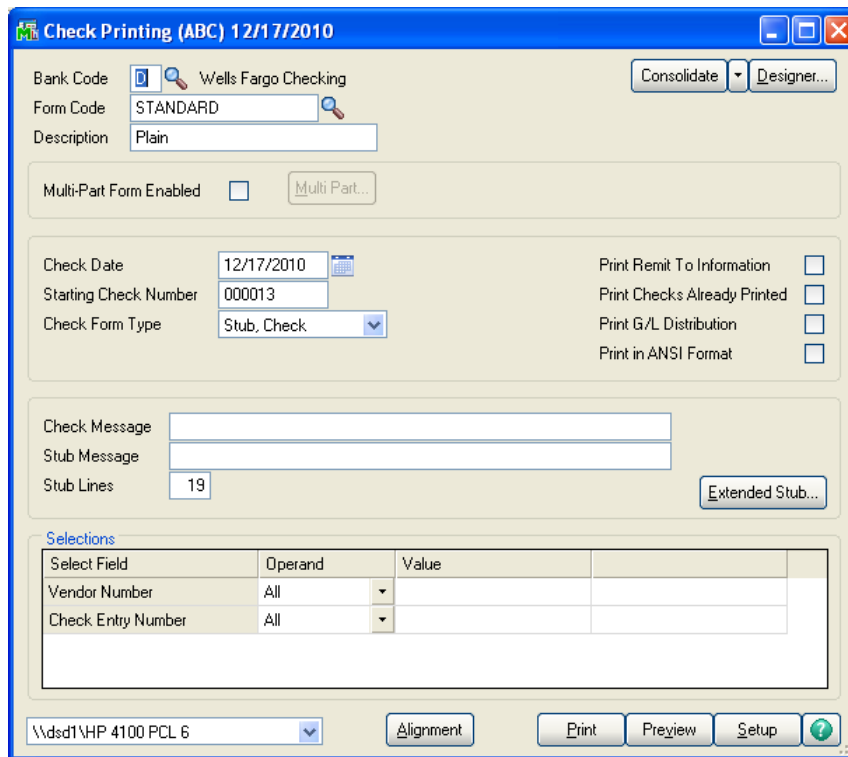 Check Printing (ABC) 12/17/2010
Bank Code D Wells Fargo Checking Consolidate Designer...
Form Code STANDARD
Description Plain
Multi-Part Form Enabled Multi Part...
Check Date 12/17/2010 Print Remit To Information
Starting Check Number 000013 Print Checks Already Printed
Check Form Type Stub, Check Print G/L Distribution
Print in ANSI Format
Check Message
Stub Message
Stub Lines 19 Extended Stub...
Selections
Select Field Operand Value
Vendor Number All
Check Entry Number All
\\dsd1\HP 4100 PCL 6 Alignment Print Preview Setup ?